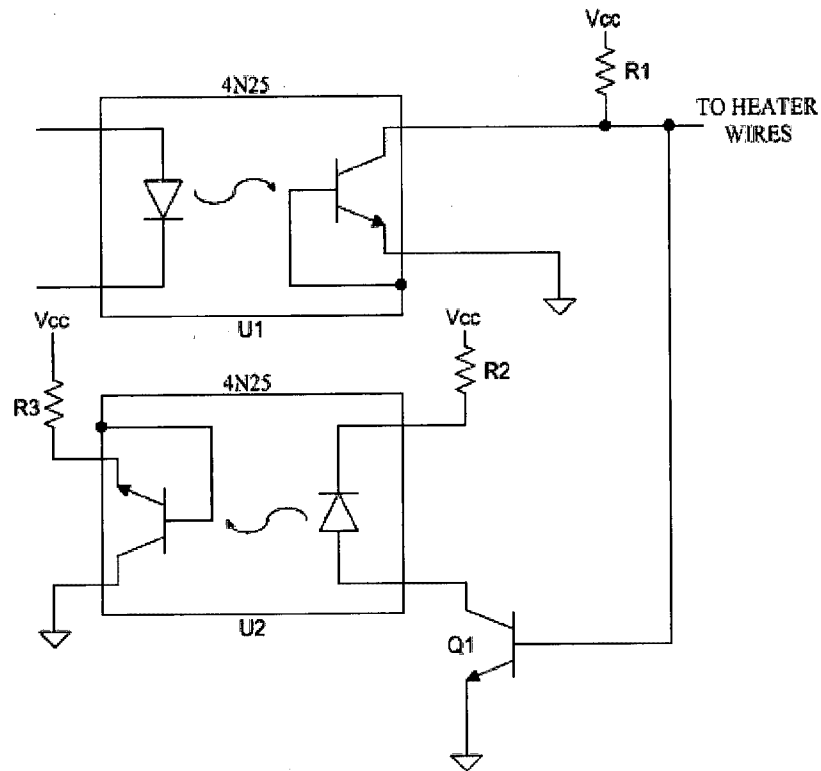 Vcc
R1
4N25
TO HEATER
WIRES
U1
Vcc
Vcc
R2
4N25
R3
U2
Q1